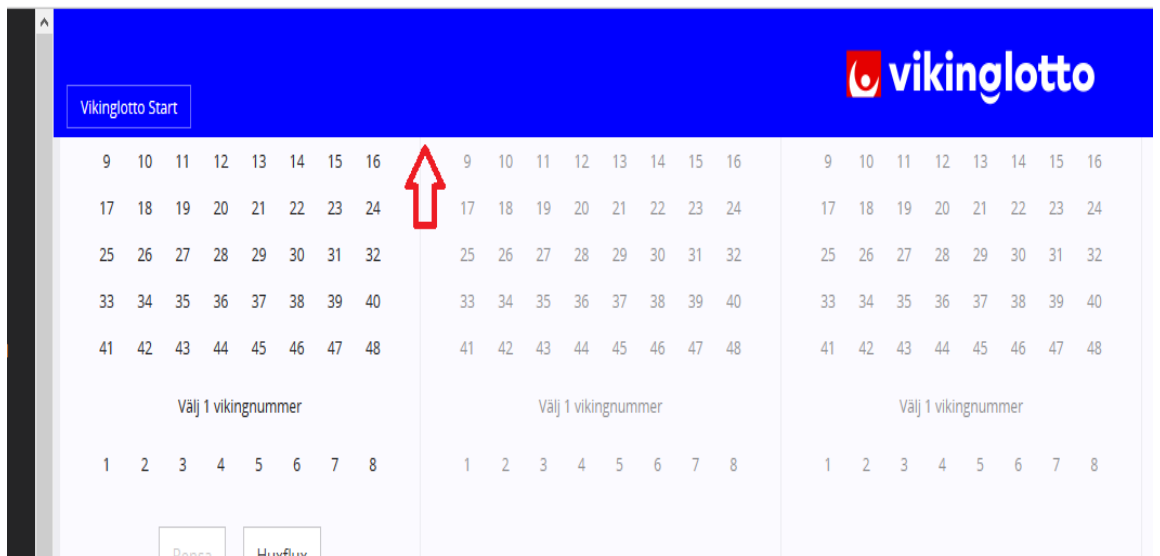 vikinglotto
Vikinglotto Start
9 10 11 12 13 14 15 16 9 10 11 12 13 14 15 16 9 10 11 12 13 14 15 16
17 18 19 20 21 22 23 24 17 18 19 20 21 22 23 24 17 18 19 20 21 22 23 24
25 26 27 28 29 30 31 32 25 26 27 28 29 30 31 32 25 26 27 28 29 30 31 32
33 34 35 36 37 38 39 40 33 34 35 36 37 38 39 40 33 34 35 36 37 38 39 40
41 42 43 44 45 46 47 48 41 42 43 44 45 46 47 48 41 42 43 44 45 46 47 48
Välj 1 vikingnummer Välj 1 vikingnummer Välj 1 vikingnummer
1 2 3 4 5 6 7 8 1 2 3 4 5 6 7 8 1 2 3 4 5 6 7 8
Rensa Huxflux